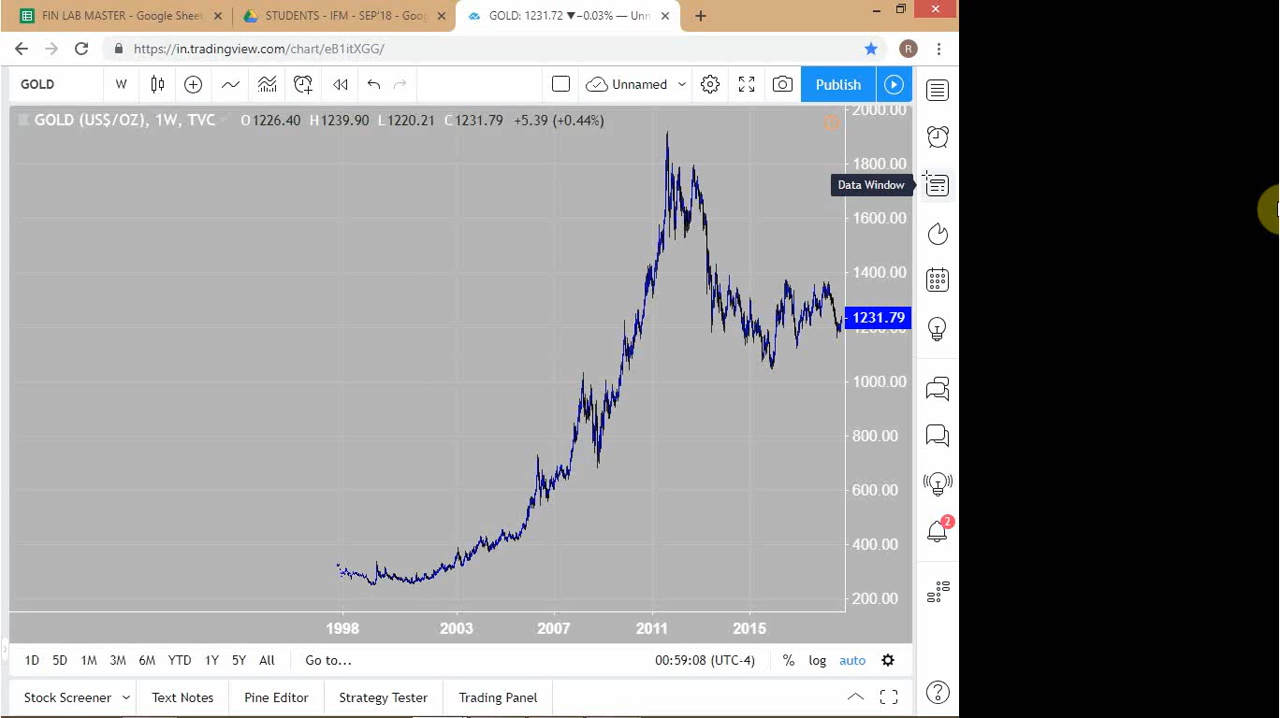 FIN LAB MASTER - Google Sheet
STUDENTS - IFM - SEP'18 - Goog
GOLD: 1231.72 ▼−0.03% — Unn
https://in.tradingview.com/chart/eB1itXGG/
R
GOLD
W
Unnamed
Publish
GOLD (US$/OZ), 1W, TVC O1226.40 H1239.90 L1220.21 C1231.79 +5.39 (+0.44%)
2000.00
1800.00
Data Window
1600.00
1400.00
1231.79
1200.00
1000.00
800.00
600.00
2
400.00
200.00
1998 2003 2007 2011 2015
1D 5D 1M 3M 6M YTD 1Y 5Y All Go to... 00:59:08 (UTC-4) % log auto
Stock Screener Text Notes Pine Editor Strategy Tester Trading Panel